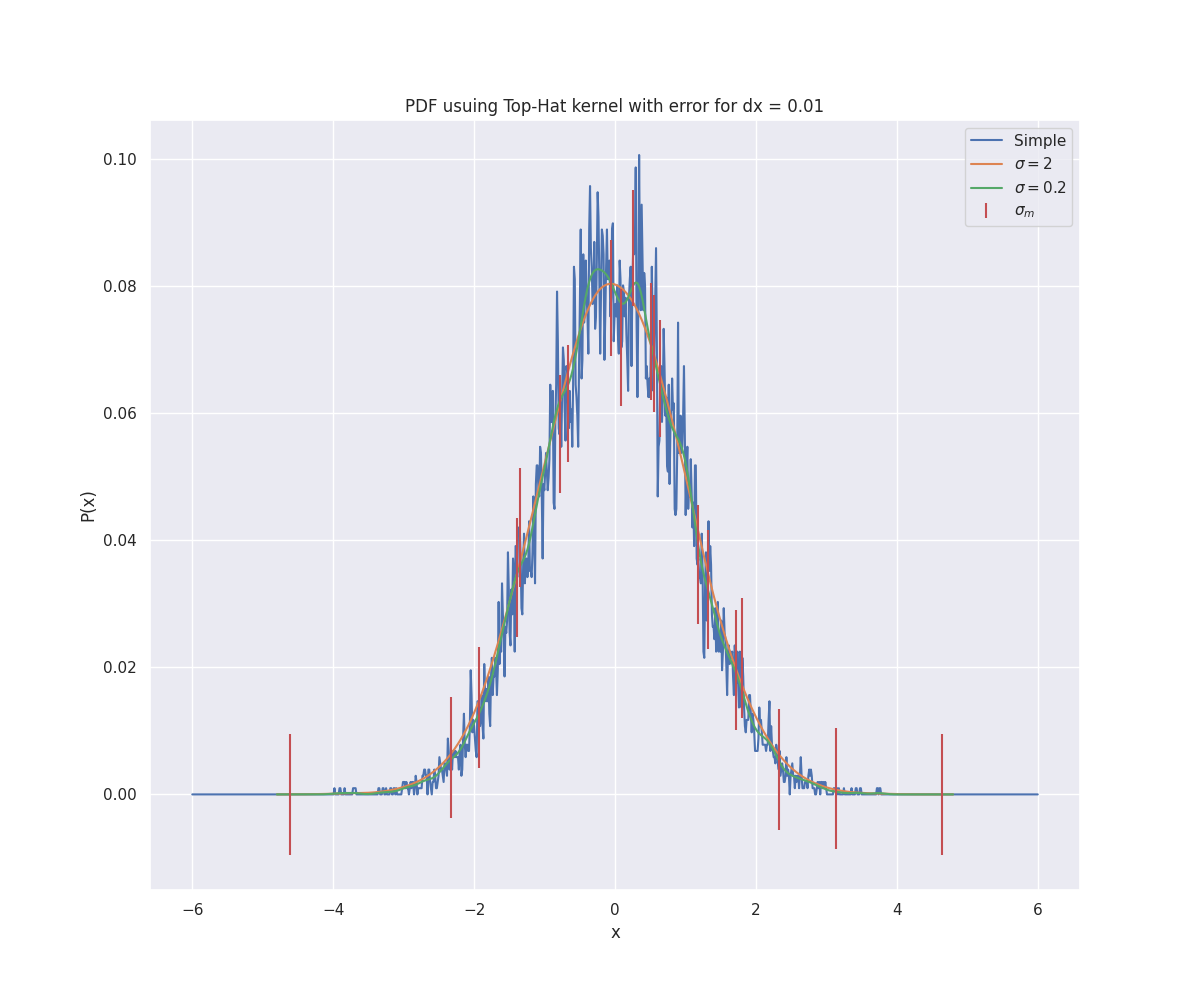 PDF usuing Top-Hat kernel with error for dx = 0.01
Simple
σ = 2
σ = 0.2
σₘ
P(x)
0.10
0.08
0.06
0.04
0.02
0.00
−6 −4 −2 0 2 4 6
x